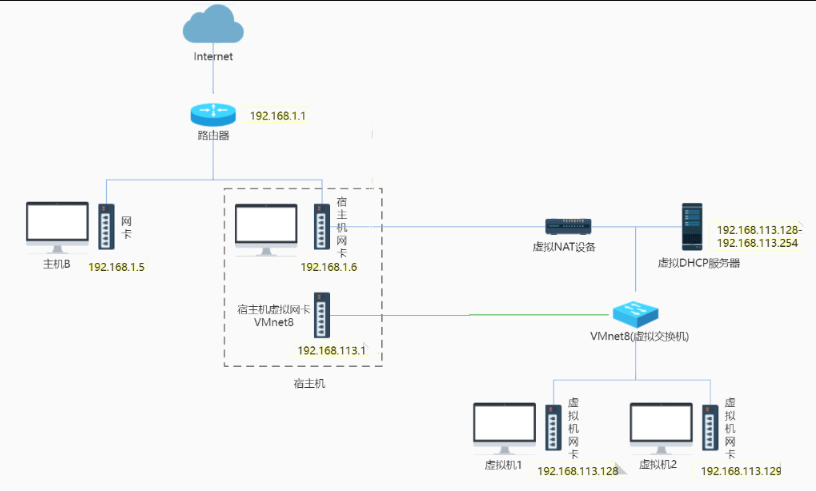 Internet
192.168.1.1
路由器
网卡
主机B
192.168.1.5
宿主机网卡
192.168.1.6
宿主机虚拟网卡
VMnet8
192.168.113.1
宿主机
虚拟NAT设备
虚拟DHCP服务器
192.168.113.128-
192.168.113.254
VMnet8(虚拟交换机)
虚拟机网卡
虚拟机1
192.168.113.128
虚拟机网卡
虚拟机2
192.168.113.129